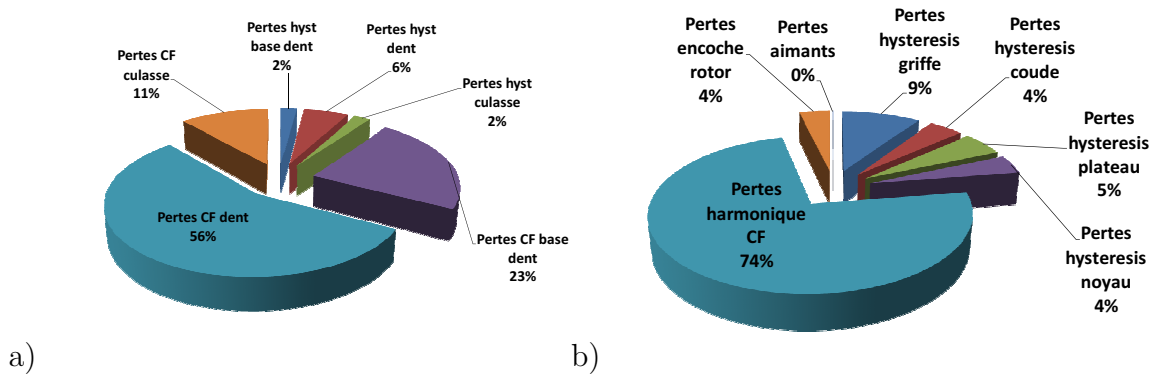 Pertes hyst
base dent
2%
Pertes hyst
dent
6%
Pertes hyst
culasse
2%
Pertes CF base
dent
23%
Pertes CF dent
56%
Pertes CF
culasse
11%
a)
Pertes
encoche
rotor
4%
Pertes
aimants
0%
Pertes
hysteresis
griffe
9%
Pertes
hysteresis
coude
4%
Pertes
hysteresis
plateau
5%
Pertes
hysteresis
noyau
4%
Pertes
harmonique
CF
74%
b)